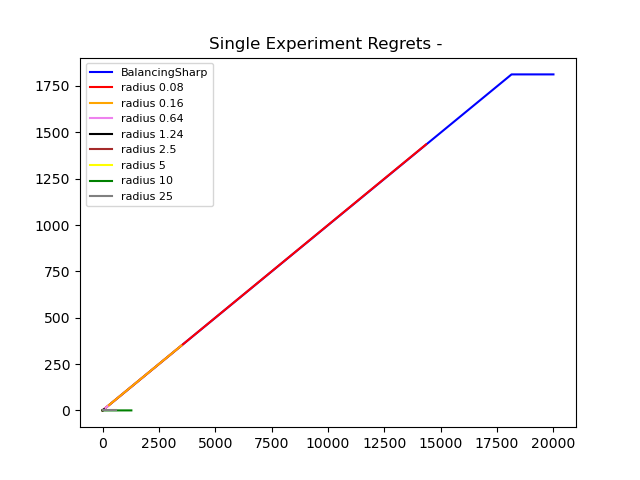 Single Experiment Regrets -
BalancingSharp
radius 0.08
radius 0.16
radius 0.64
radius 1.24
radius 2.5
radius 5
radius 10
radius 25
1750
1500
1250
1000
750
500
250
0
0 2500 5000 7500 10000 12500 15000 17500 20000